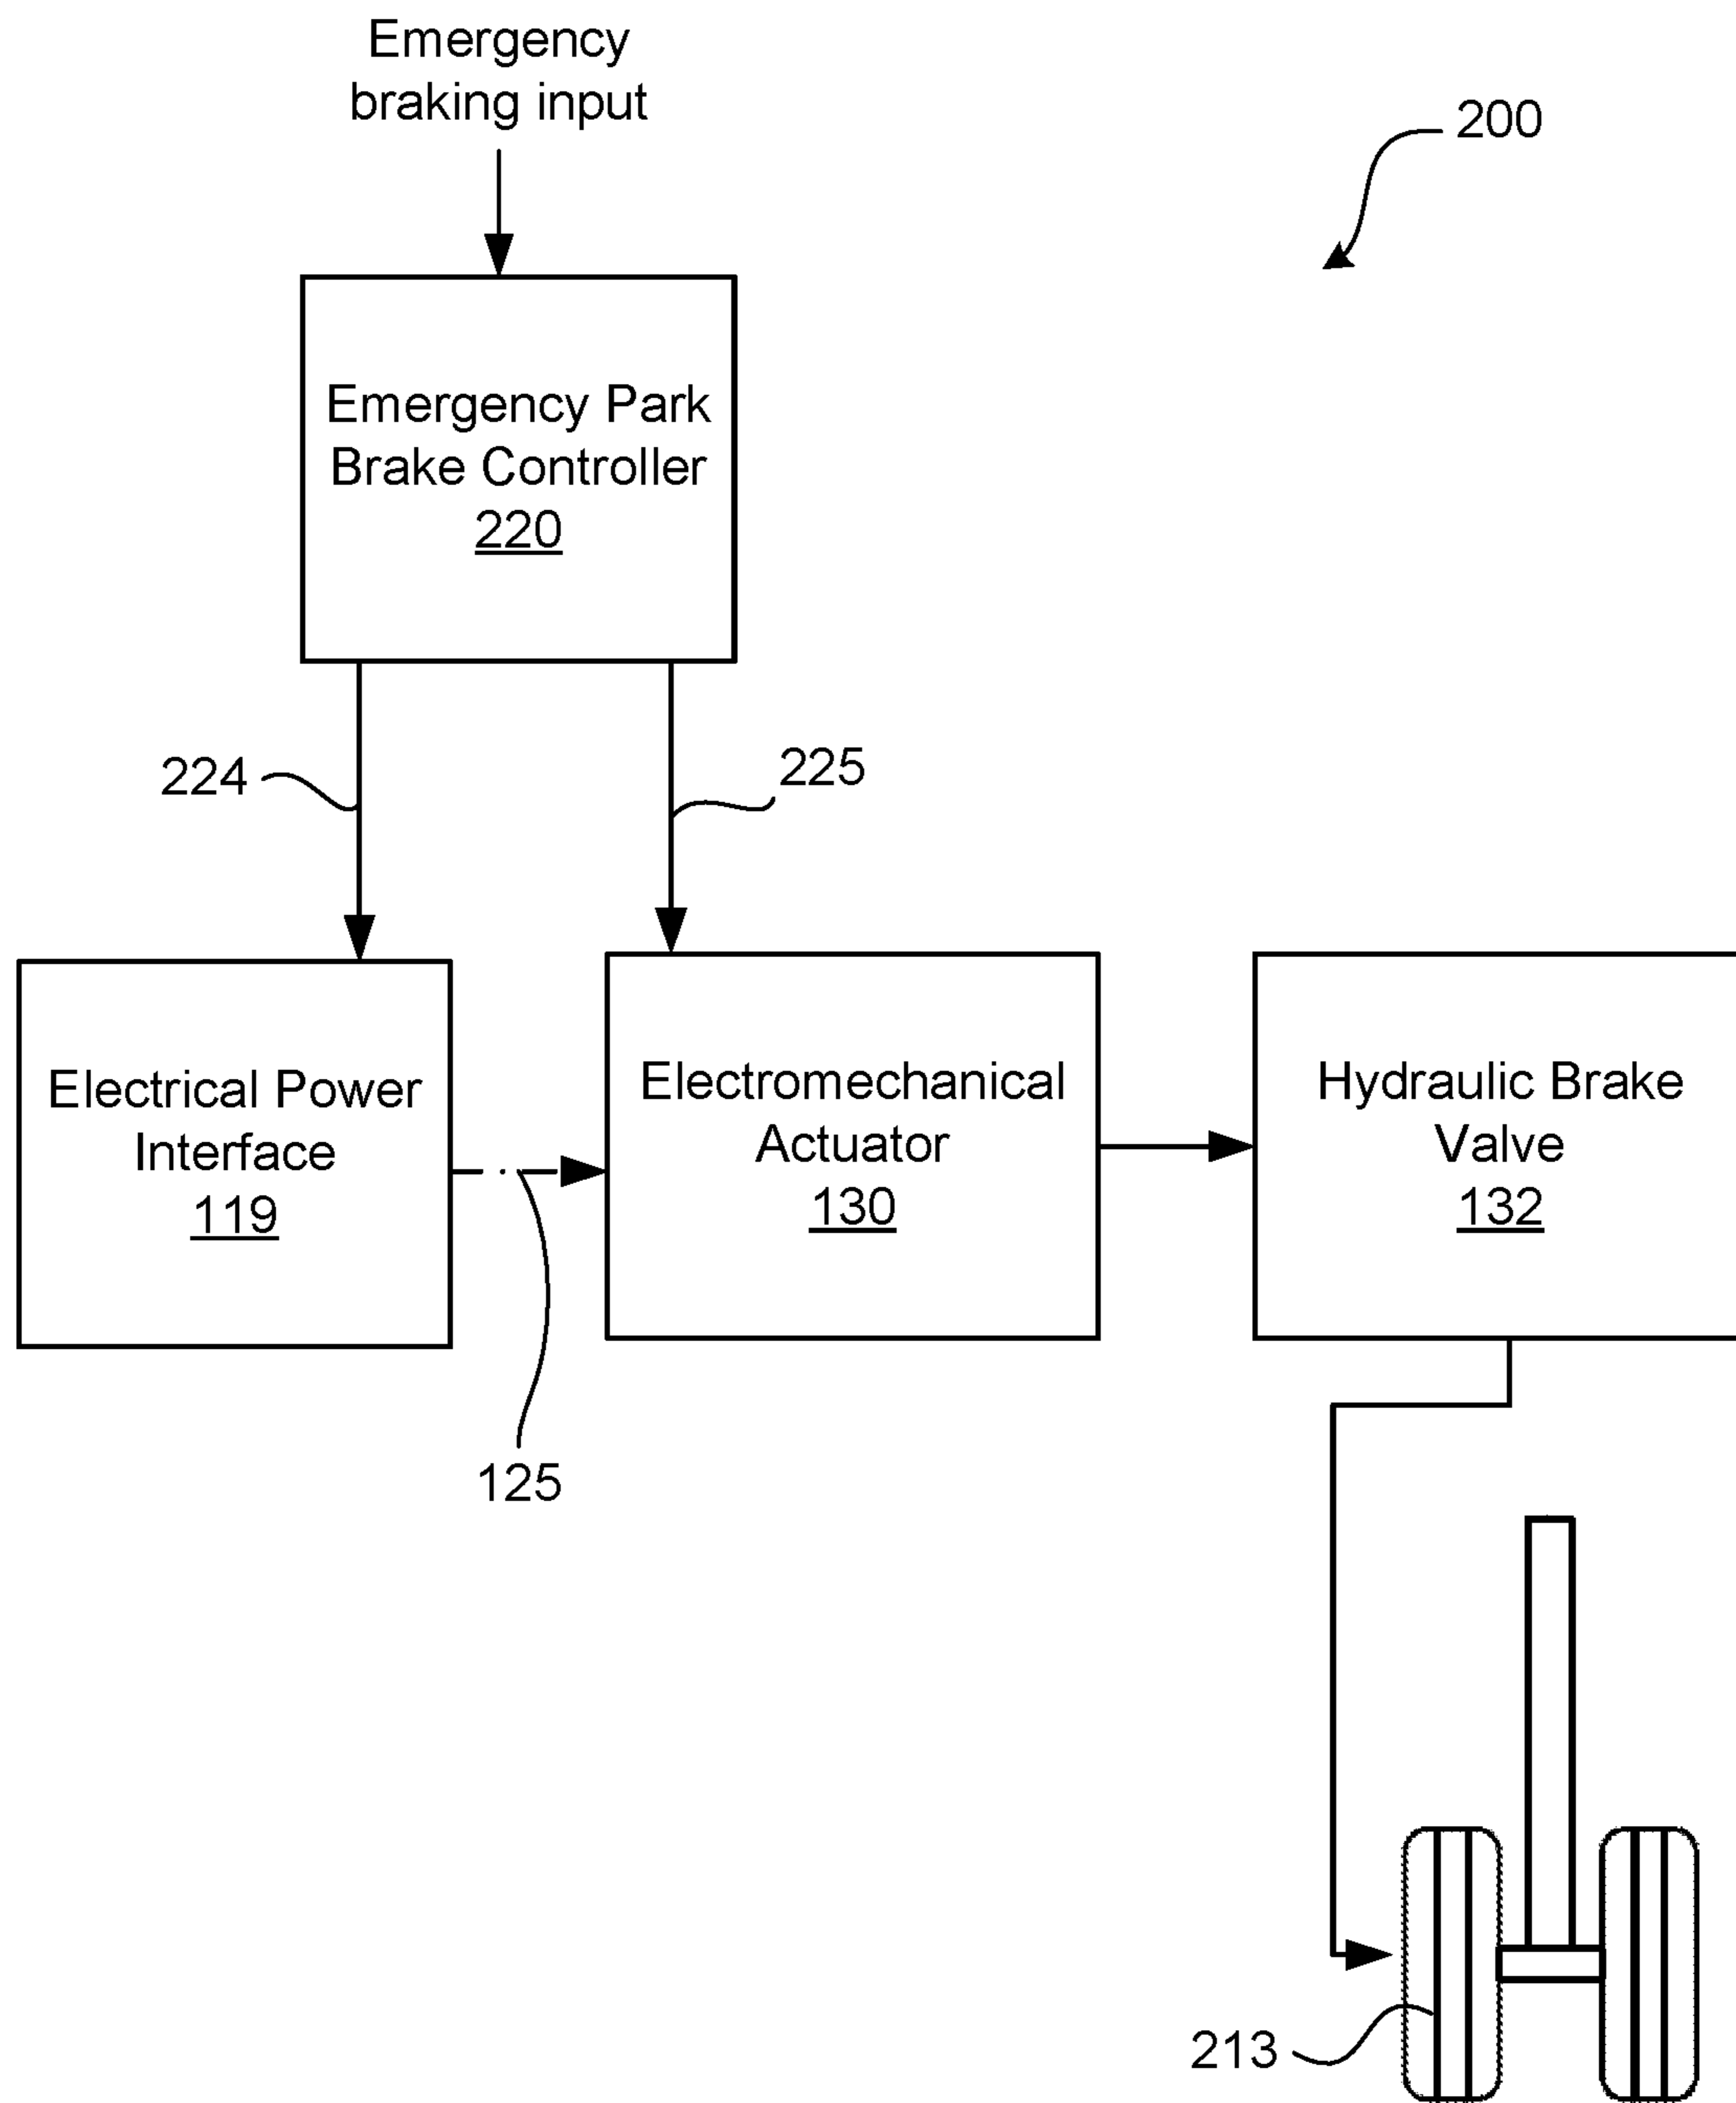 Emergency
braking input
200
Emergency Park
Brake Controller
220
224
225
Electrical Power
Interface
119
Electromechanical
Actuator
130
Hydraulic Brake
Valve
132
125
213